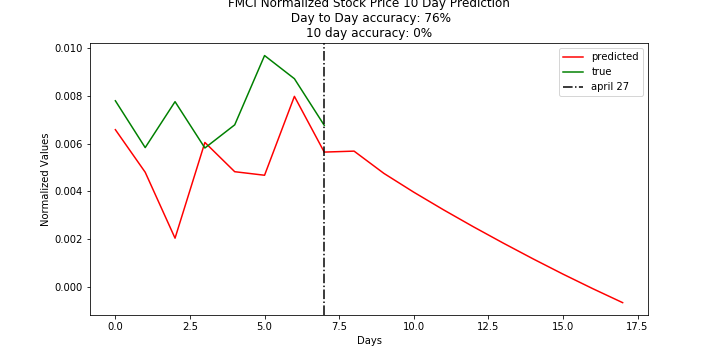 FMCI Normalized Stock Price 10 Day Prediction
Day to Day accuracy: 76%
10 day accuracy: 0%
predicted
true
april 27
Normalized Values
0.010
0.008
0.006
0.004
0.002
0.000
0.0 2.5 5.0 7.5 10.0 12.5 15.0 17.5
Days